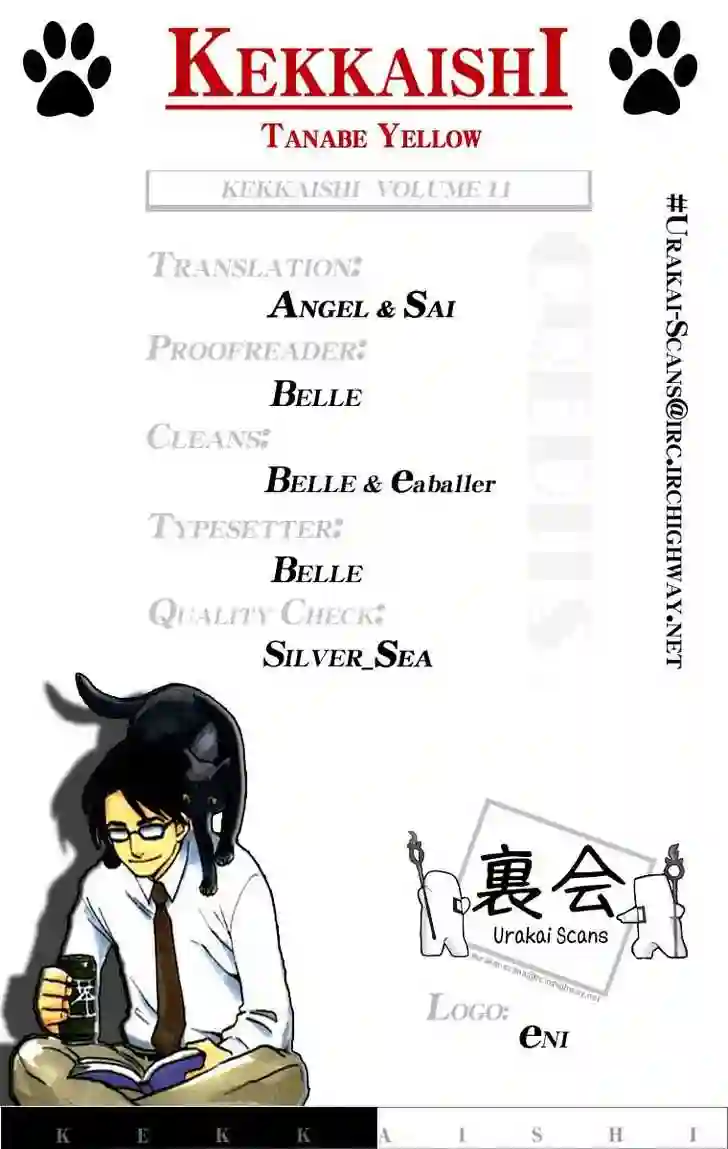 KEKKAISHI
TANABE YELLOW
KEKKAISHI VOLUME 11
TRANSLATION:
ANGEL & SAI
PROOFREADER:
BELLE
CLEANS:
BELLE & eaballer
TYPESETTER:
BELLE
QUALITY CHECK:
SILVER_SEA
CREDITS
#URAKAI-SCANS@IRC.IRCHIGHWAY.NET
裏会
Urakai Scans
LOGO:
eNI
K E K K A I S H I